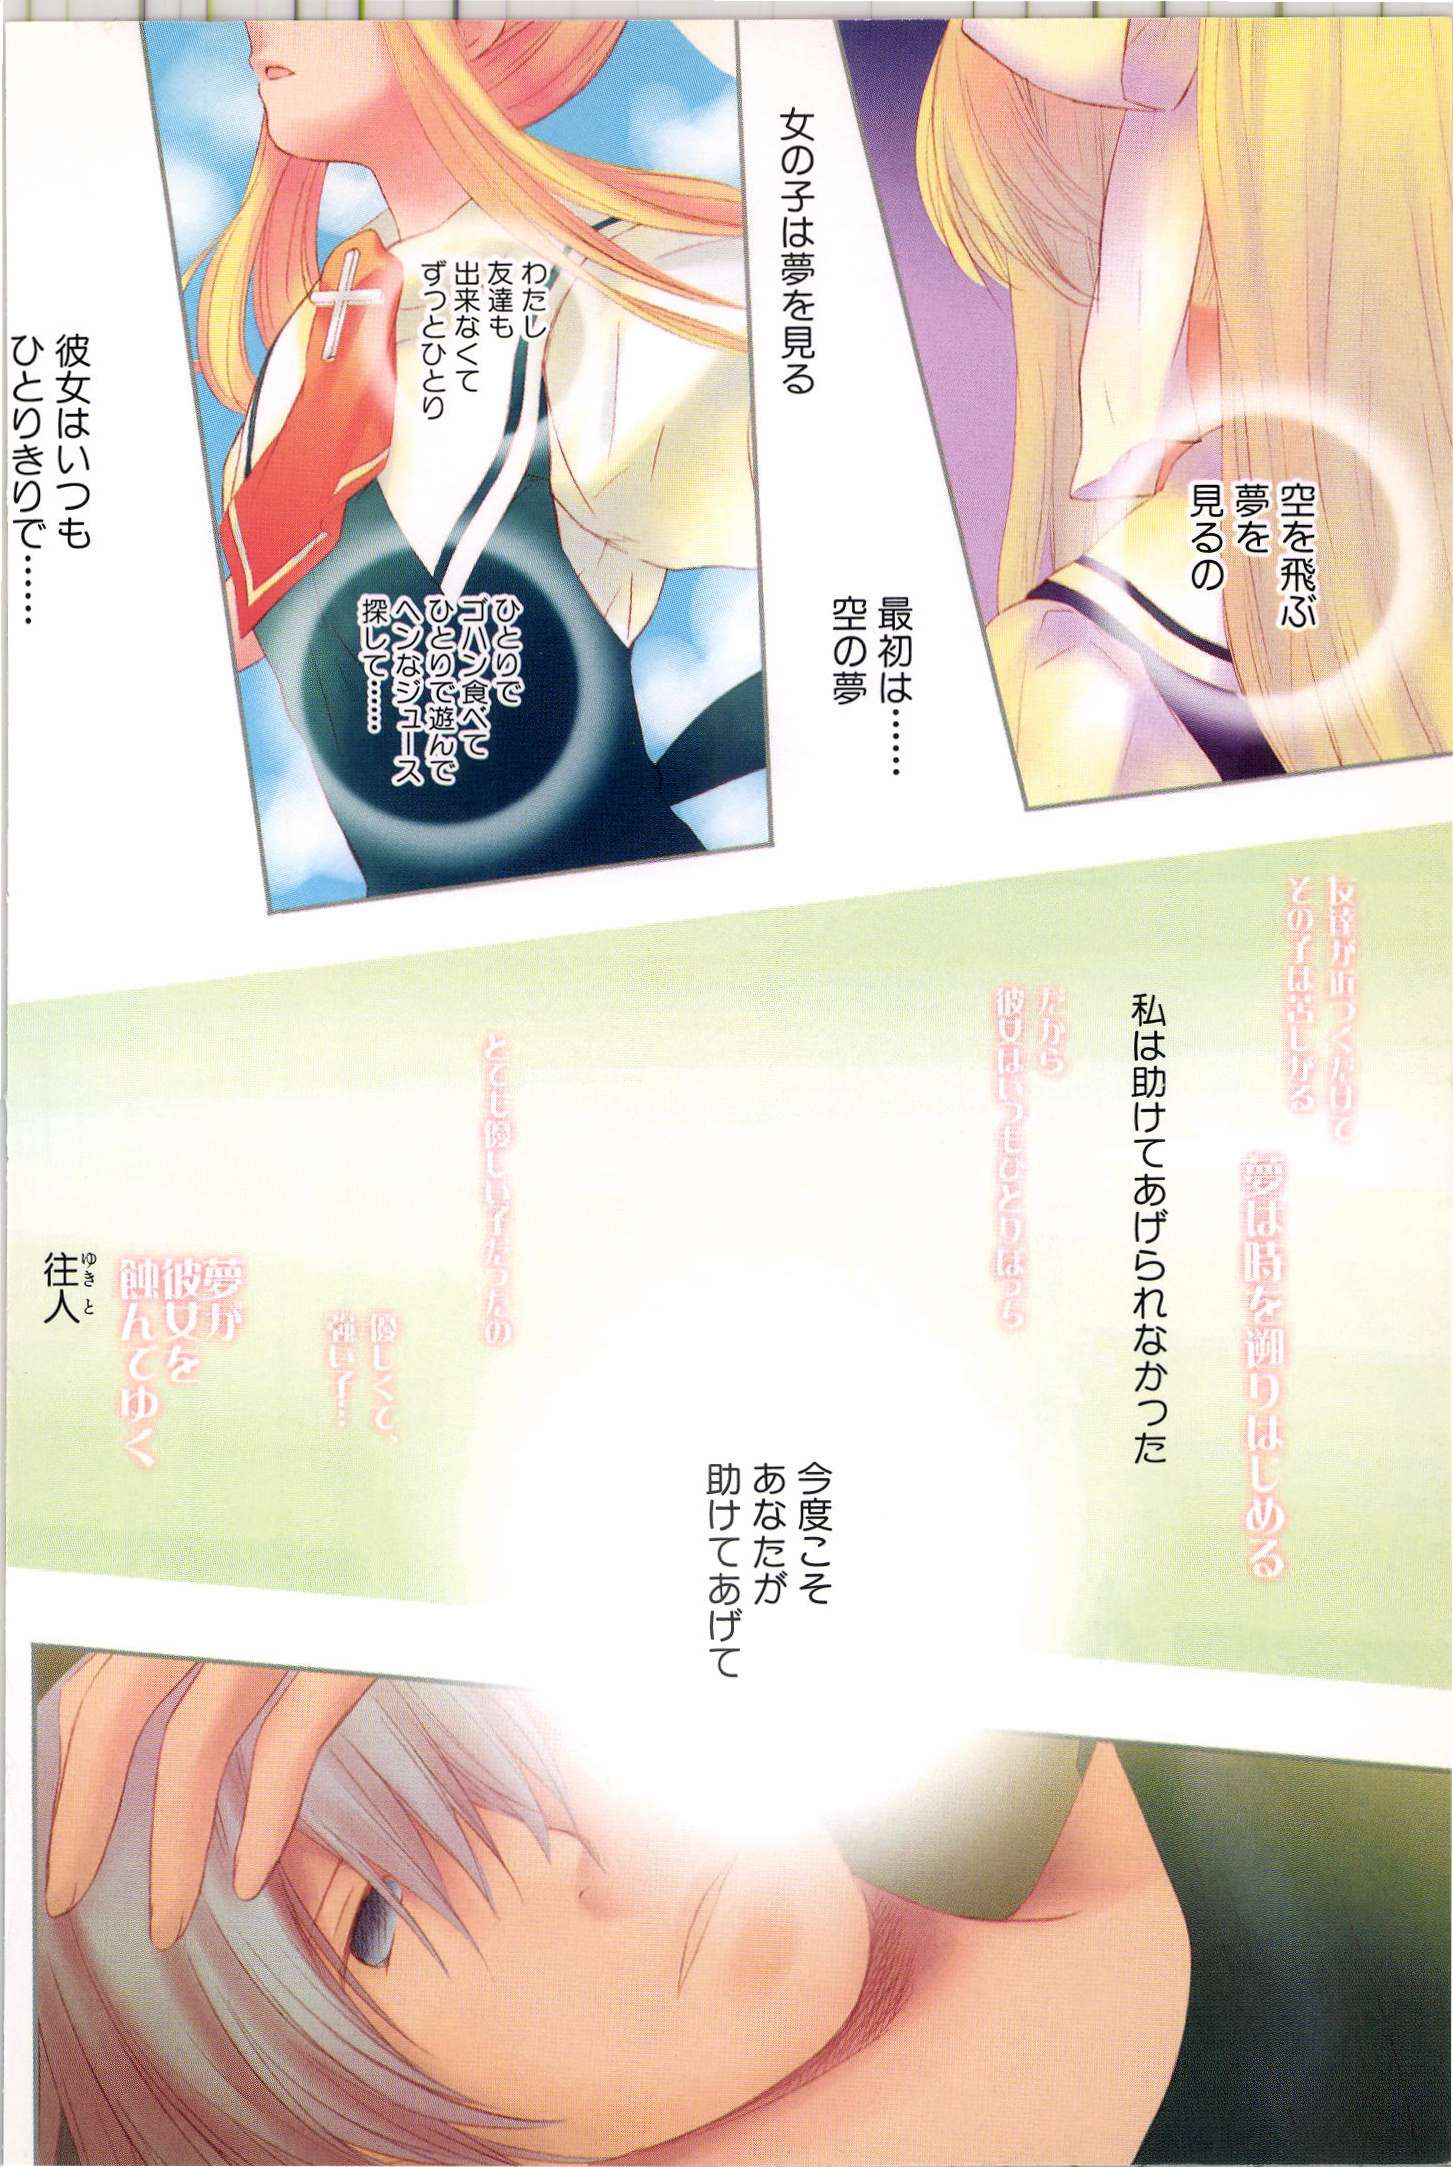 空を飛ぶ
夢を
見るの
女の子は夢を見る
最初は……
空の夢
わたし
友達も
出来なくて
ずっとひとり
ひとりで
ゴハン食べて
ひとりで遊んで
ヘンなジュース
探して……
彼女はいつも
ひとりきりで……
友達が近づくだけで
その子は苦しがる
夢は時を遡りはじめる
私は助けてあげられなかった
だから
彼女はいつもひとりぼっち
今度こそ
あなたが
助けてあげて
とても優しい子だったの
優しくて、
強い子…
夢が
彼女を
蝕んでゆく
ゆきと
往人